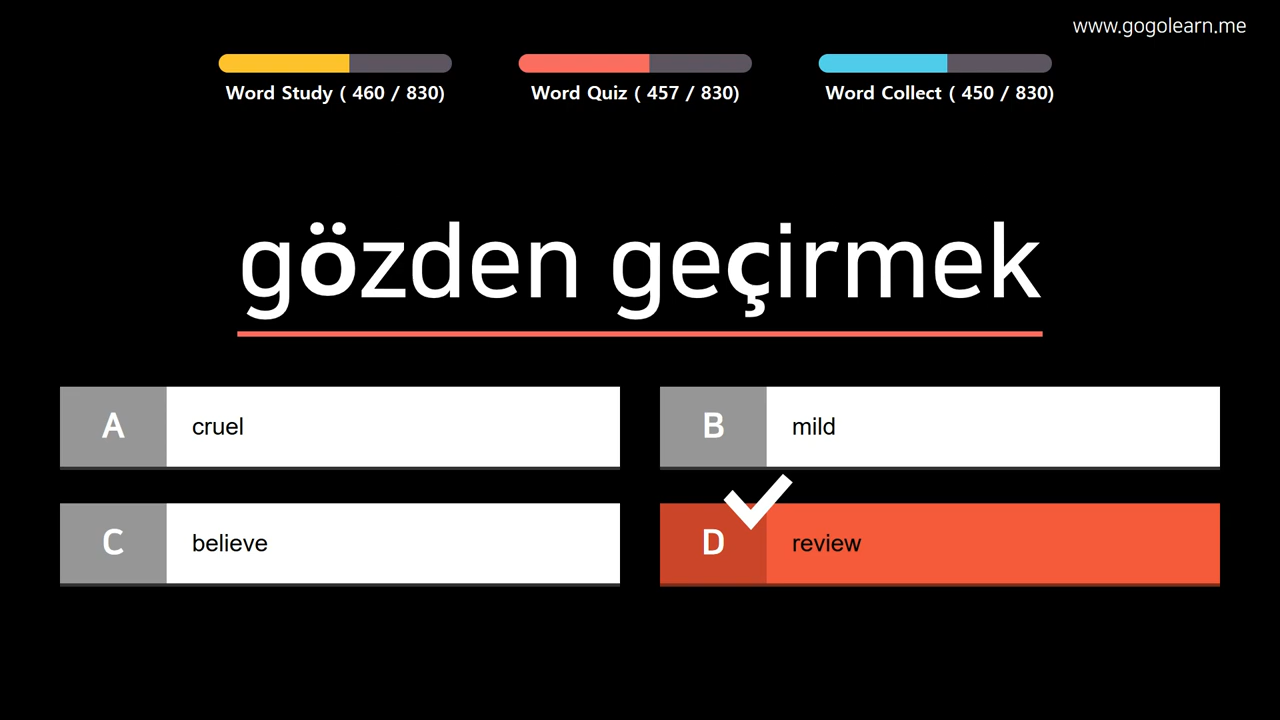 www.gogolearn.me
Word Study ( 460 / 830)
Word Quiz ( 457 / 830)
Word Collect ( 450 / 830)
gözden geçirmek
A cruel
B mild
C believe
D review